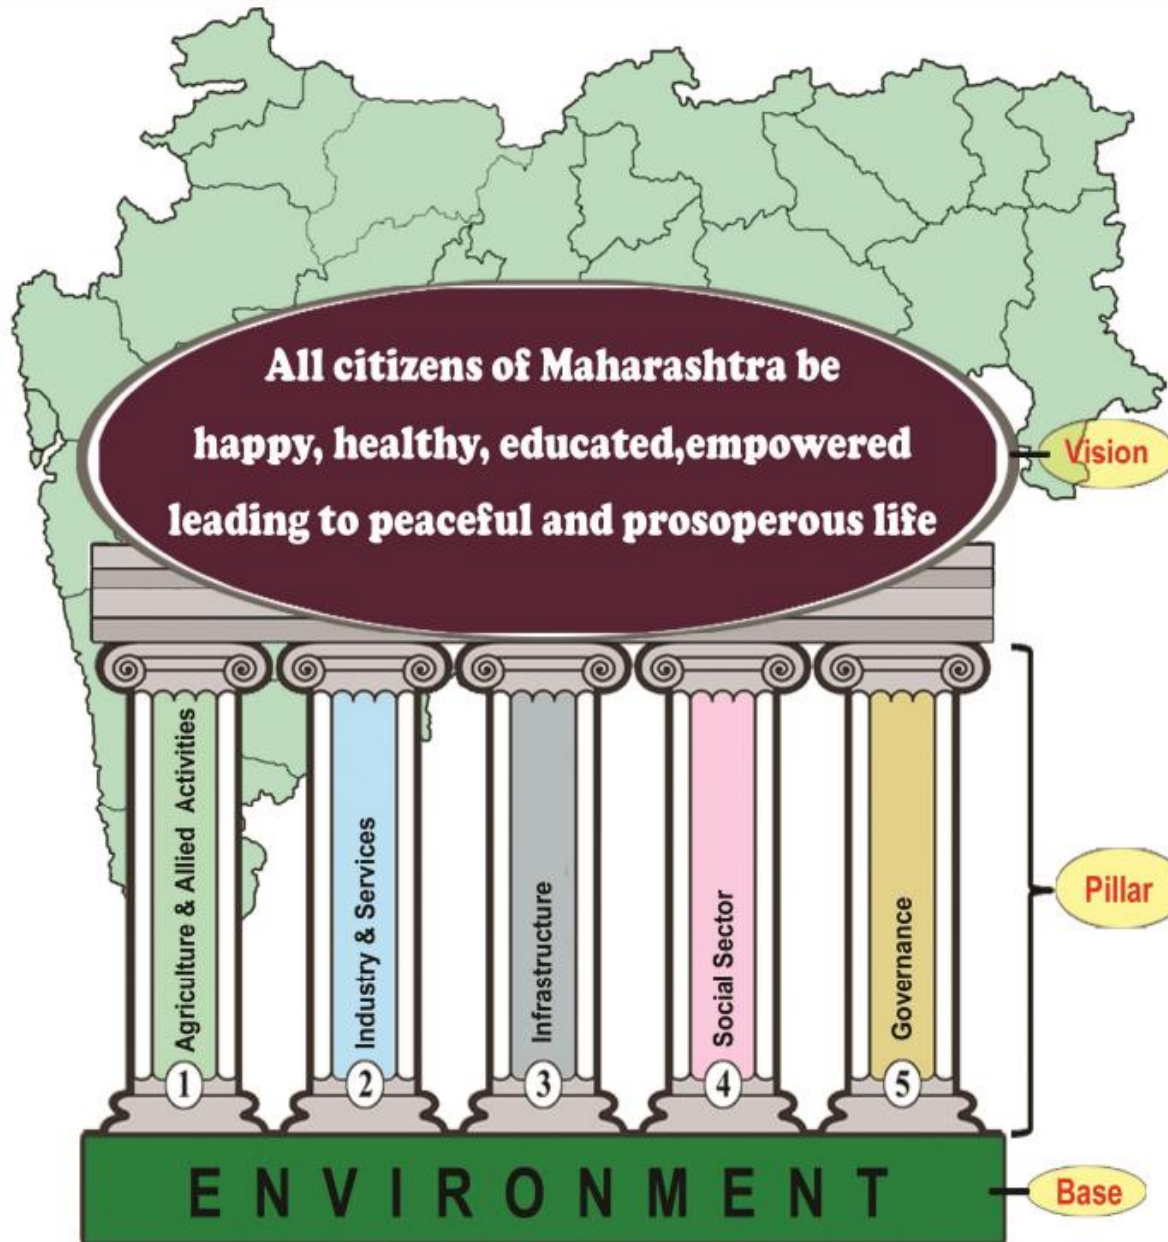 All citizens of Maharashtra be
happy, healthy, educated,empowered
leading to peaceful and prosoperous life
Vision
Agriculture & Allied Activities
Industry & Services
Infrastructure
Social Sector
Governance
Pillar
1
2
3
4
5
ENVIRONMENT
Base